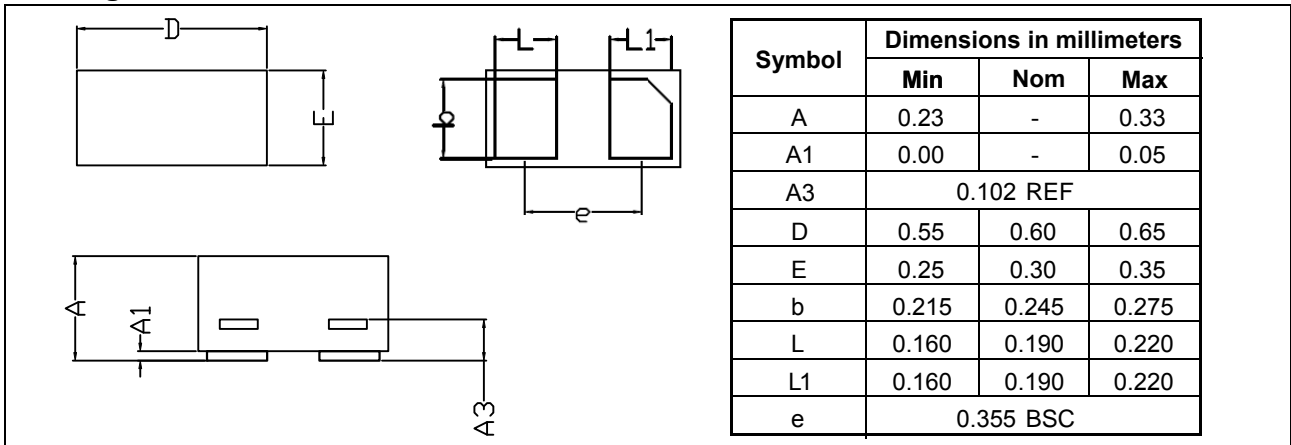 D
E
L
L1
b
e
A
A1
A3
Symbol Dimensions in millimeters
Min Nom Max
A 0.23 - 0.33
A1 0.00 - 0.05
A3 0.102 REF
D 0.55 0.60 0.65
E 0.25 0.30 0.35
b 0.215 0.245 0.275
L 0.160 0.190 0.220
L1 0.160 0.190 0.220
e 0.355 BSC